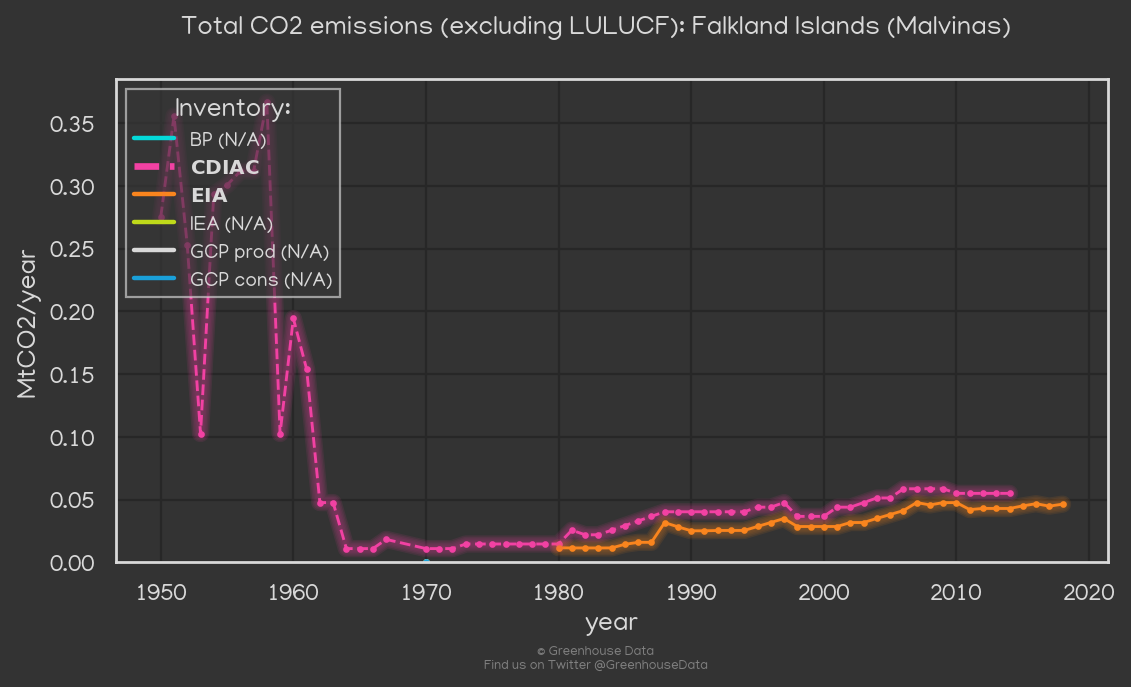 Total CO2 emissions (excluding LULUCF): Falkland Islands (Malvinas)
Inventory:
BP (N/A)
CDIAC
EIA
IEA (N/A)
GCP prod (N/A)
GCP cons (N/A)
MtCO2/year
0.35
0.30
0.25
0.20
0.15
0.10
0.05
0.00
1950 1960 1970 1980 1990 2000 2010 2020
year
© Greenhouse Data
Find us on Twitter @GreenhouseData